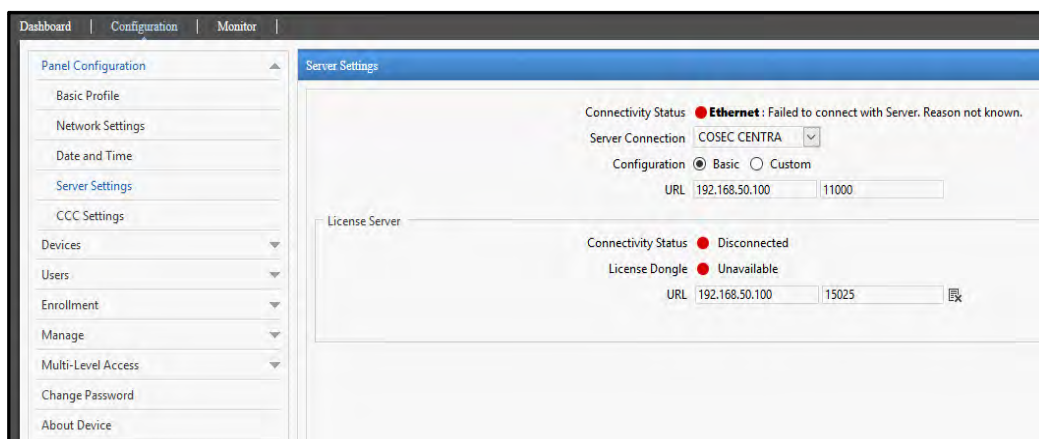 Dashboard | Configuration | Monitor |
Panel Configuration
Basic Profile
Network Settings
Date and Time
Server Settings
CCC Settings
Devices
Users
Enrollment
Manage
Multi-Level Access
Change Password
About Device
Server Settings
Connectivity Status Ethernet : Failed to connect with Server. Reason not known.
Server Connection COSEC CENTRA
Configuration Basic Custom
URL 192.168.50.100 11000
License Server
Connectivity Status Disconnected
License Dongle Unavailable
URL 192.168.50.100 15025